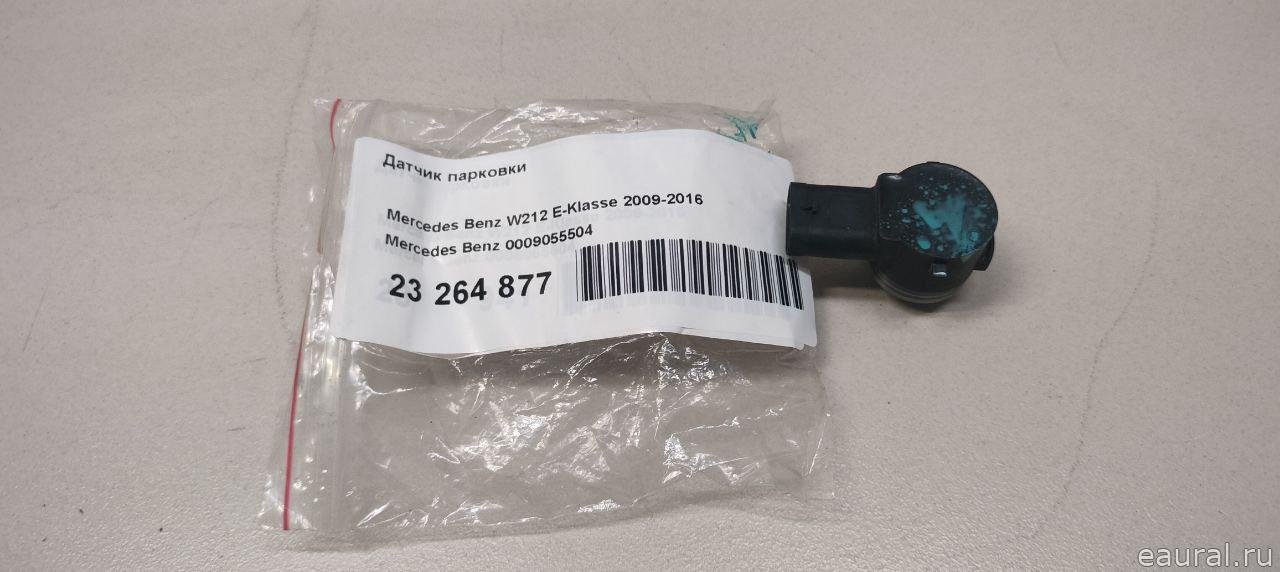 Датчик парковки
Mercedes Benz W212 E-Klasse 2009-2016
Mercedes Benz 0009055504
23 264 877
eaural.ru